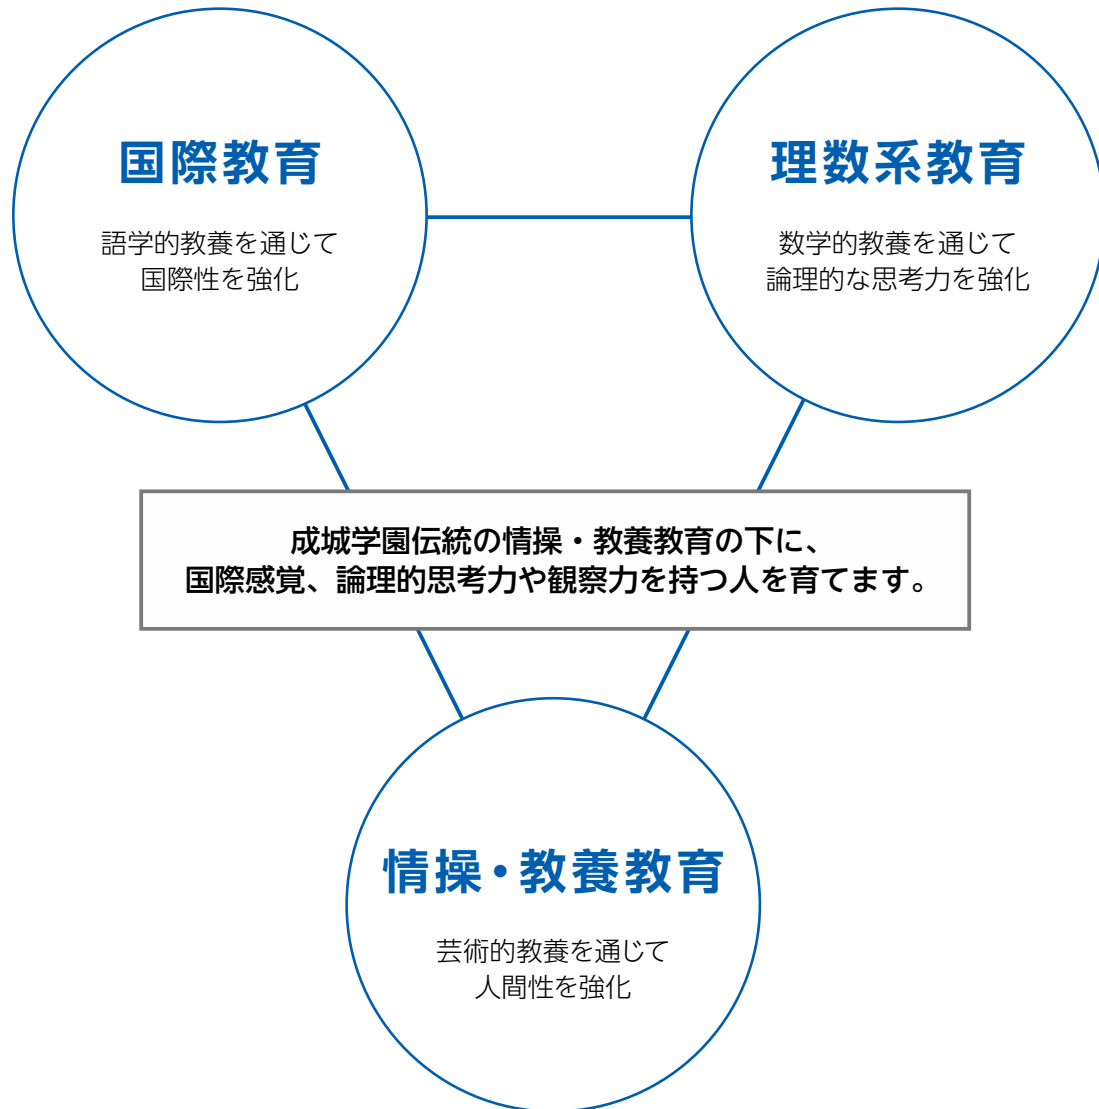 国際教育
語学的教養を通じて
国際性を強化
理数系教育
数学的教養を通じて
論理的な思考力を強化
成城学園伝統の情操・教養教育の下に、
国際感覚、論理的思考力や観察力を持つ人を育てます。
情操・教養教育
芸術的教養を通じて
人間性を強化